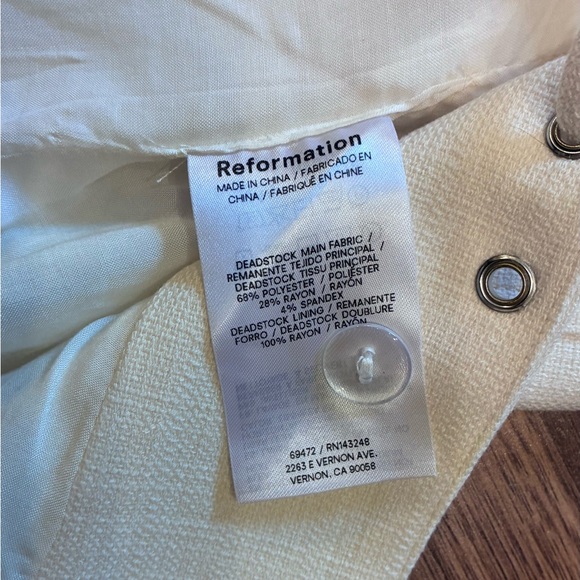 Reformation
MADE IN CHINA / FABRICADO EN
CHINA / FABRIQUÉ EN CHINE
DEADSTOCK MAIN FABRIC /
REMANENTE TEJIDO PRINCIPAL /
DEADSTOCK TISSU PRINCIPAL
68% POLYESTER / POLIÉSTER
28% RAYON / RAYÓN
4% SPANDEX
DEADSTOCK LINING / REMANENTE
FORRO / DEADSTOCK DOUBLURE
100% RAYON / RAYÓN
69472 / RN143248
2263 E VERNON AVE.
VERNON, CA 90058